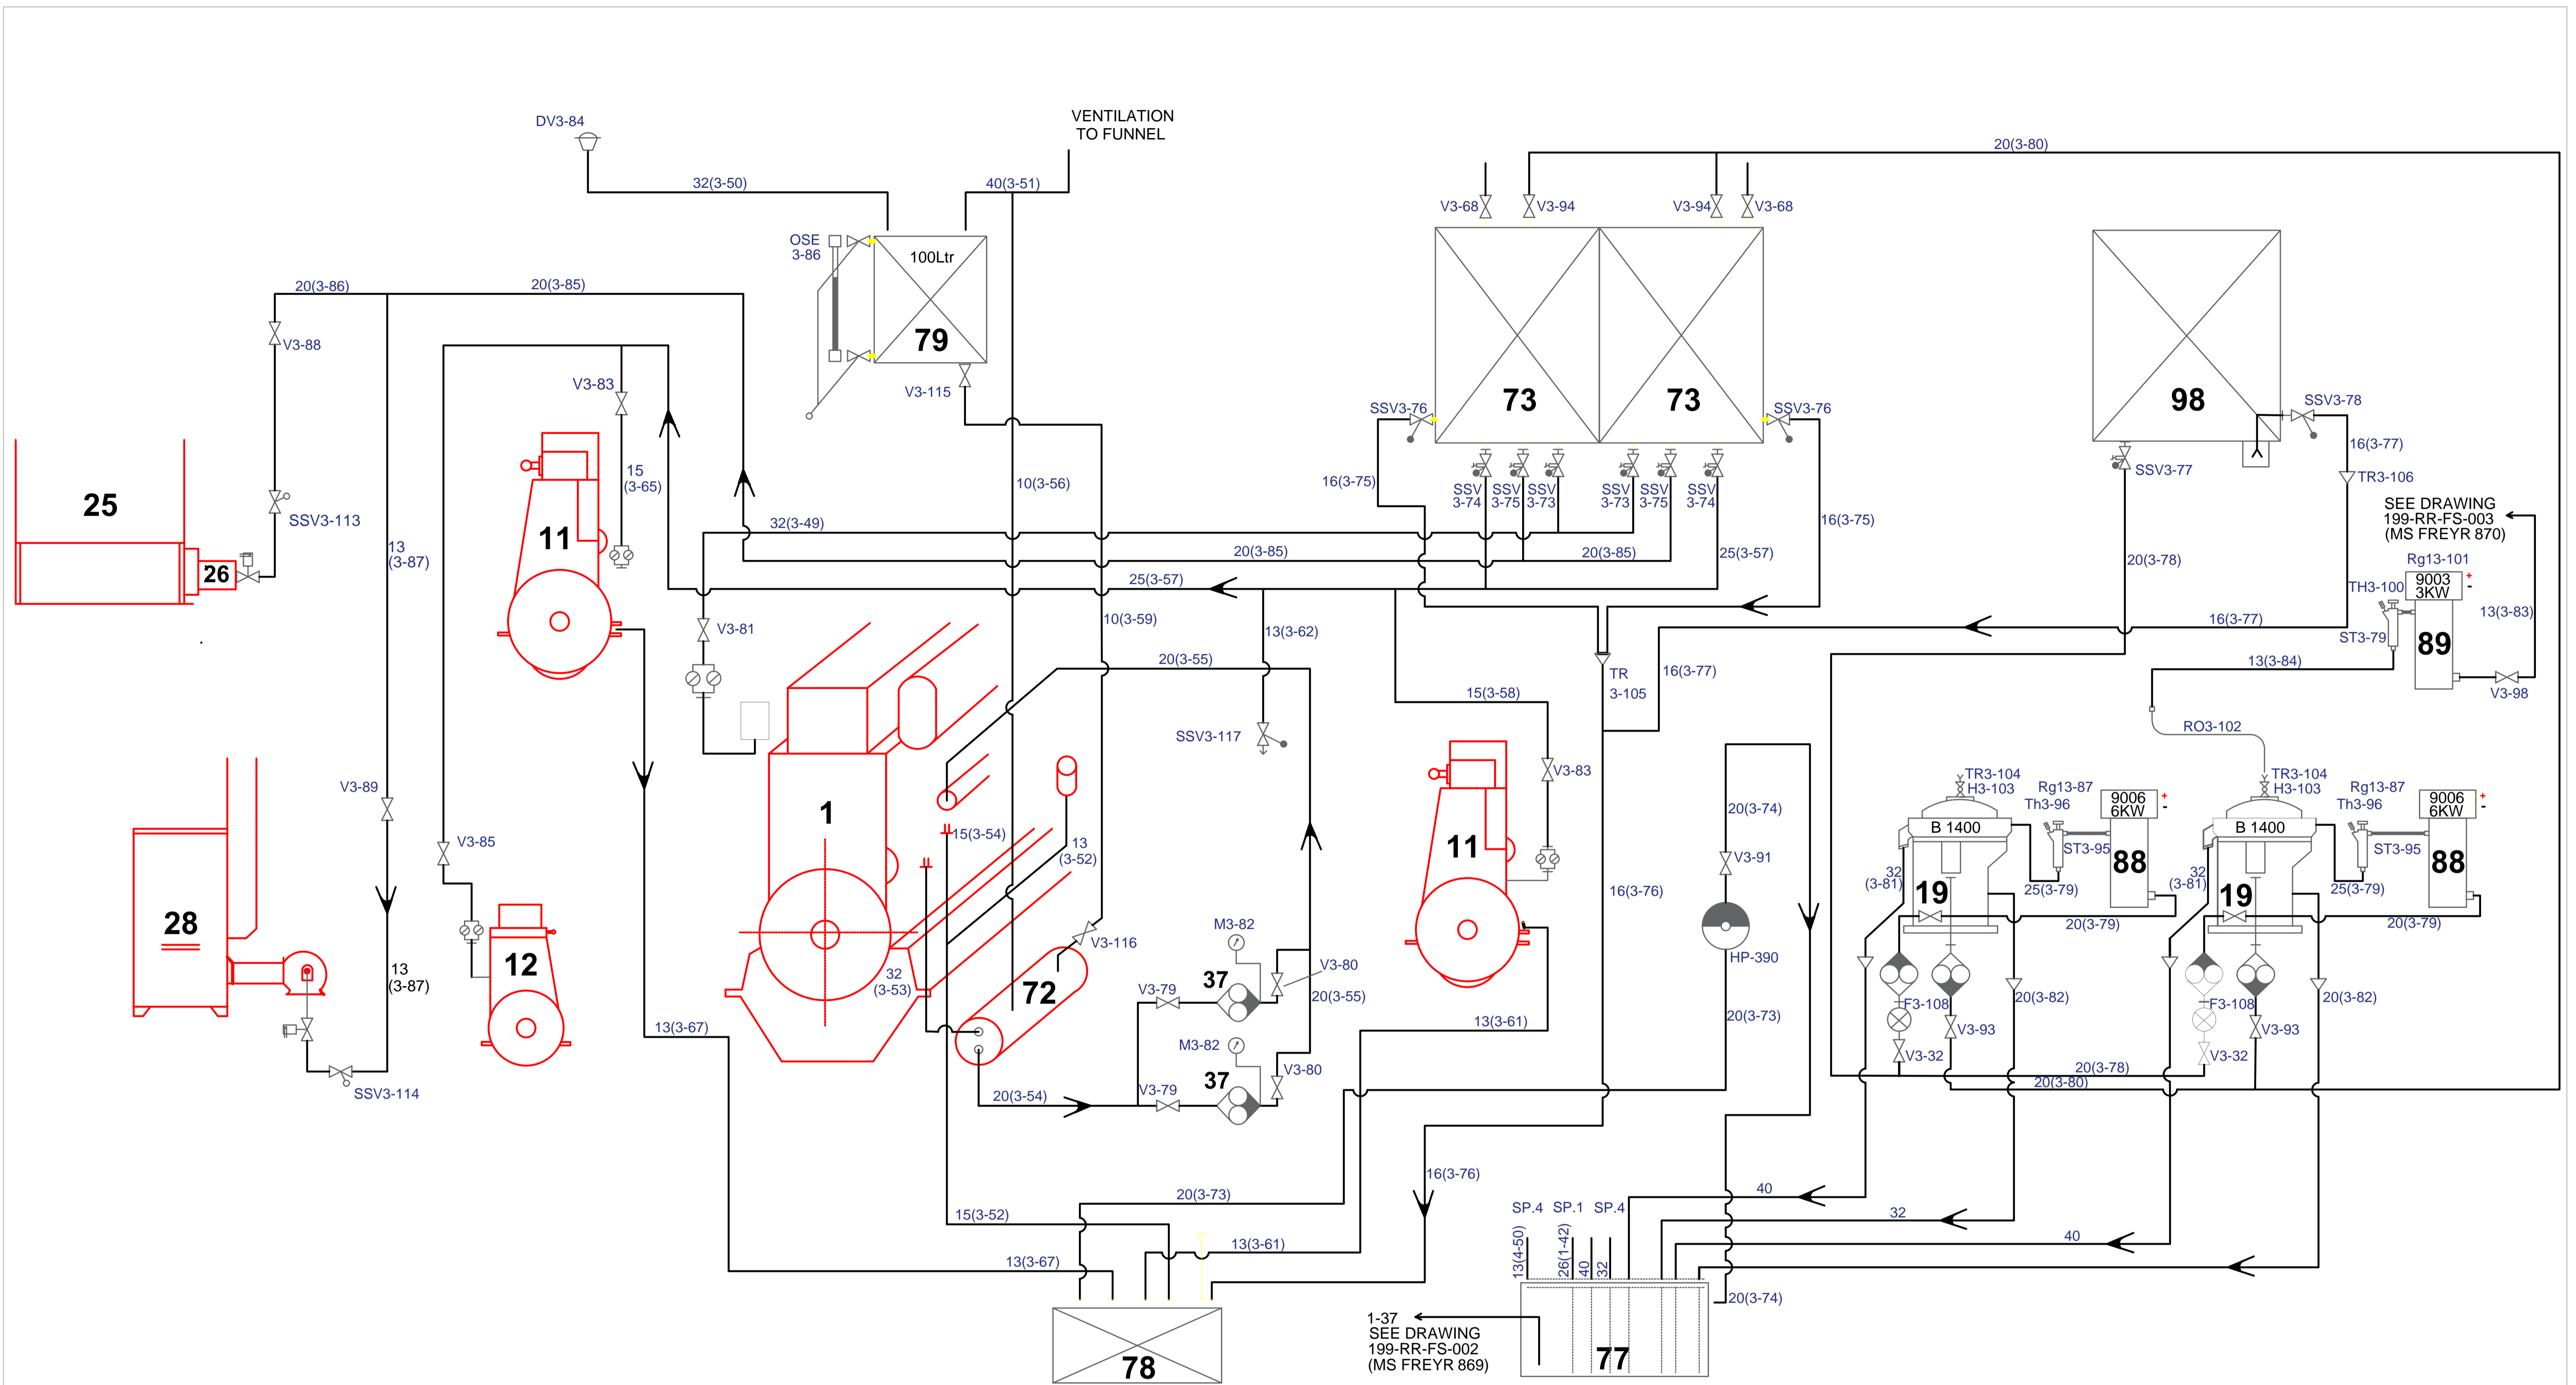 VENTILATION
TO FUNNEL
DV3-84
32(3-50)
40(3-51)
20(3-80)
V3-68
V3-94
V3-94
V3-68
OSE
3-86
100Ltr
79
V3-115
20(3-86)
20(3-85)
V3-88
SSV3-113
25
26
V3-83
15
(3-65)
11
13
(3-87)
73
73
SSV3-76
SSV3-76
98
SSV3-78
16(3-77)
TR3-106
SSV3-77
SEE DRAWING
199-RR-FS-003
(MS FREYR 870)
Rg13-101
9003
3KW
+
-
TH3-100
13(3-83)
ST3-79
89
V3-98
13(3-84)
RO3-102
16(3-75)
SSV
3-74
SSV
3-75
SSV
3-73
SSV
3-73
SSV
3-75
SSV
3-74
16(3-75)
20(3-78)
10(3-56)
32(3-49)
20(3-85)
20(3-85)
25(3-57)
25(3-57)
V3-81
10(3-59)
13(3-62)
16(3-77)
20(3-55)
TR
3-105
16(3-77)
15(3-58)
SSV3-117
V3-83
20(3-74)
V3-91
HP-390
20(3-73)
11
16(3-76)
V3-89
V3-85
28
12
13
(3-87)
SSV3-114
13(3-67)
1
15(3-54)
13
(3-52)
32
(3-53)
72
V3-116
M3-82
37
V3-79
V3-80
20(3-55)
M3-82
37
V3-79
V3-80
20(3-54)
13(3-61)
TR3-104
H3-103
Rg13-87
Th3-96
9006
6KW
+
-
B 1400
ST3-95
88
32
(3-81)
19
25(3-79)
20(3-79)
F3-108
V3-32
V3-93
20(3-82)
TR3-104
H3-103
Rg13-87
Th3-96
9006
6KW
+
-
B 1400
ST3-95
88
32
(3-81)
19
25(3-79)
20(3-79)
F3-108
V3-32
V3-93
20(3-82)
20(3-78)
20(3-80)
20(3-73)
15(3-52)
13(3-61)
13(3-67)
16(3-76)
78
SP.4
SP.1
SP.4
13(4-50)
26(1-42)
40
32
40
32
40
20(3-74)
77
1-37
SEE DRAWING
199-RR-FS-002
(MS FREYR 869)